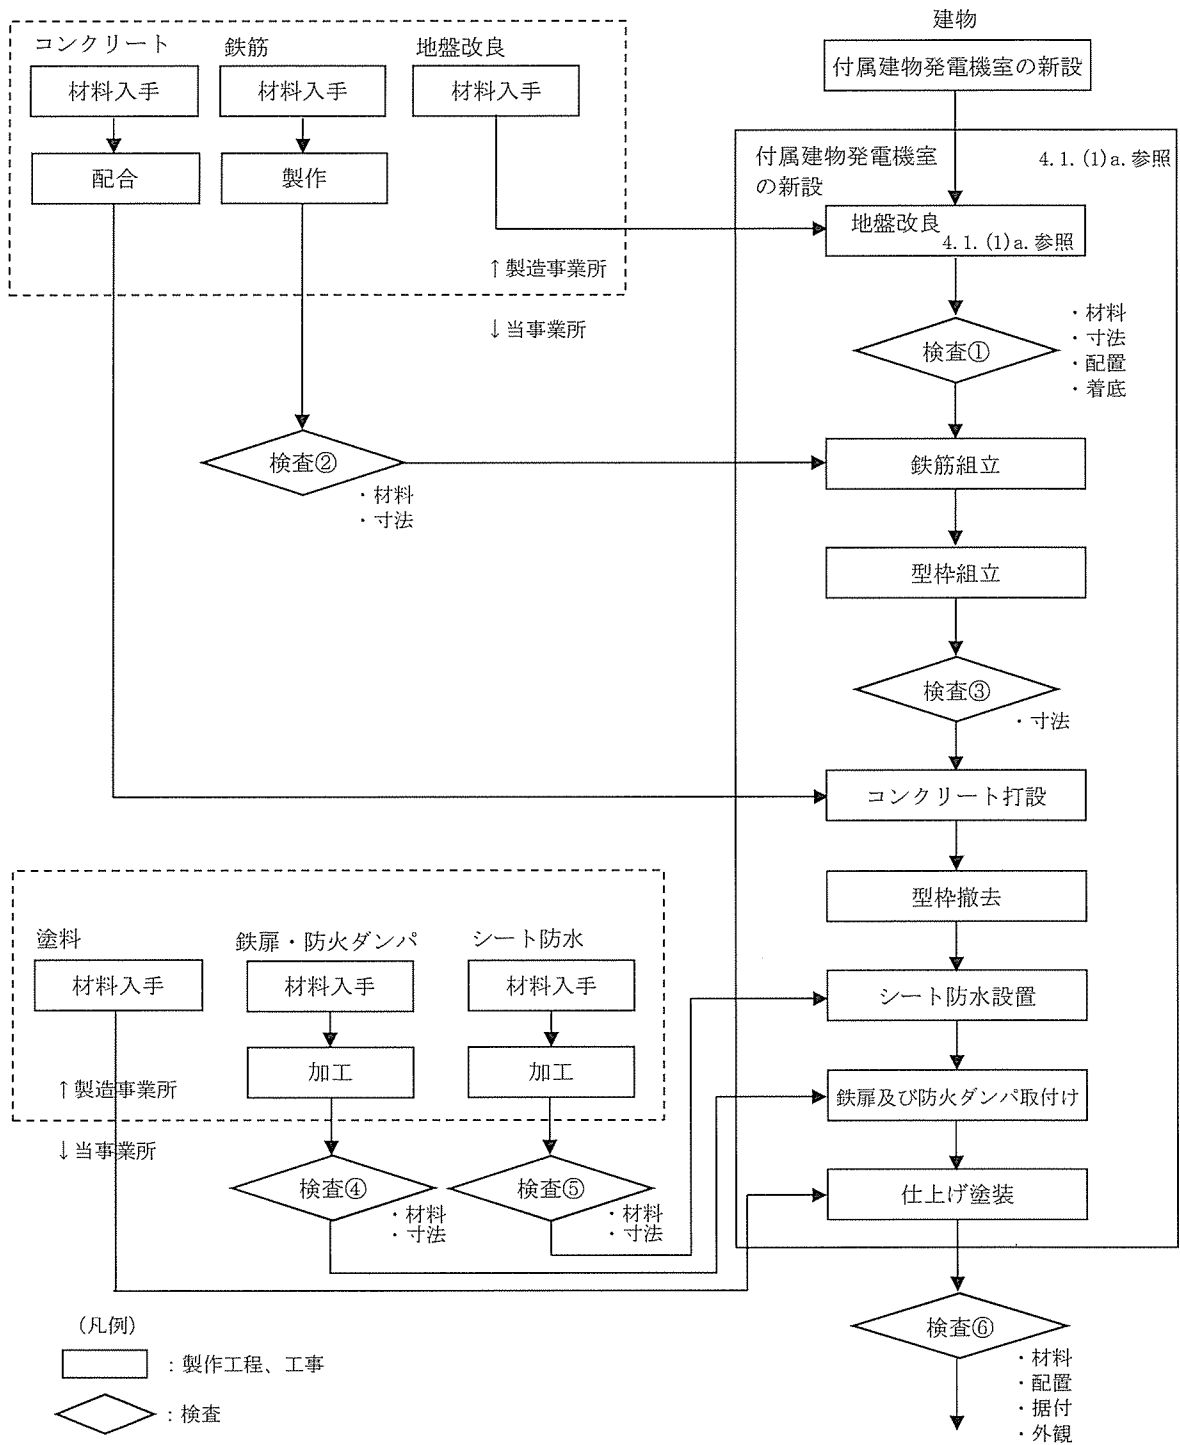 建物
付属建物発電機室の新設
コンクリート
鉄筋
地盤改良
材料入手
材料入手
材料入手
配合
製作
↑製造事業所
↓当事業所
付属建物発電機室
の新設
4.1.(1)a.参照
地盤改良
4.1.(1)a.参照
検査①
・材料
・寸法
・配置
・着底
検査②
・材料
・寸法
鉄筋組立
型枠組立
検査③
・寸法
コンクリート打設
型枠撤去
塗料
鉄扉・防火ダンパ
シート防水
材料入手
材料入手
材料入手
加工
加工
↑製造事業所
↓当事業所
シート防水設置
鉄扉及び防火ダンパ取付け
検査④
・材料
・寸法
検査⑤
・材料
・寸法
仕上げ塗装
検査⑥
・材料
・配置
・据付
・外観
(凡例)
：製作工程、工事
：検査